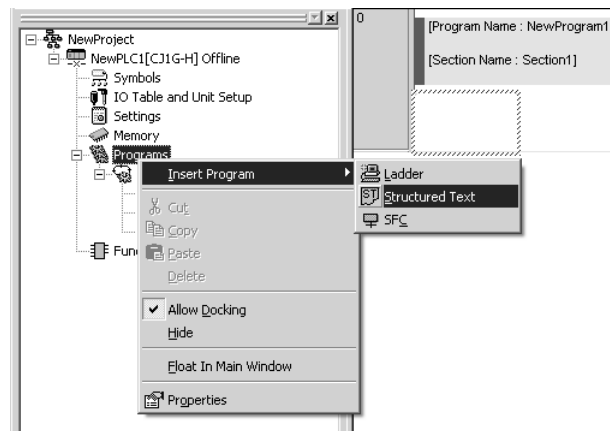 NewProject
NewPLC1[CJ1G-H] Offline
Symbols
IO Table and Unit Setup
Settings
Memory
Programs
Insert Program
Cut
Copy
Paste
Delete
Allow Docking
Hide
Float In Main Window
Properties
Ladder
ST
Structured Text
SFC
0
[Program Name : NewProgram1
[Section Name : Section1]